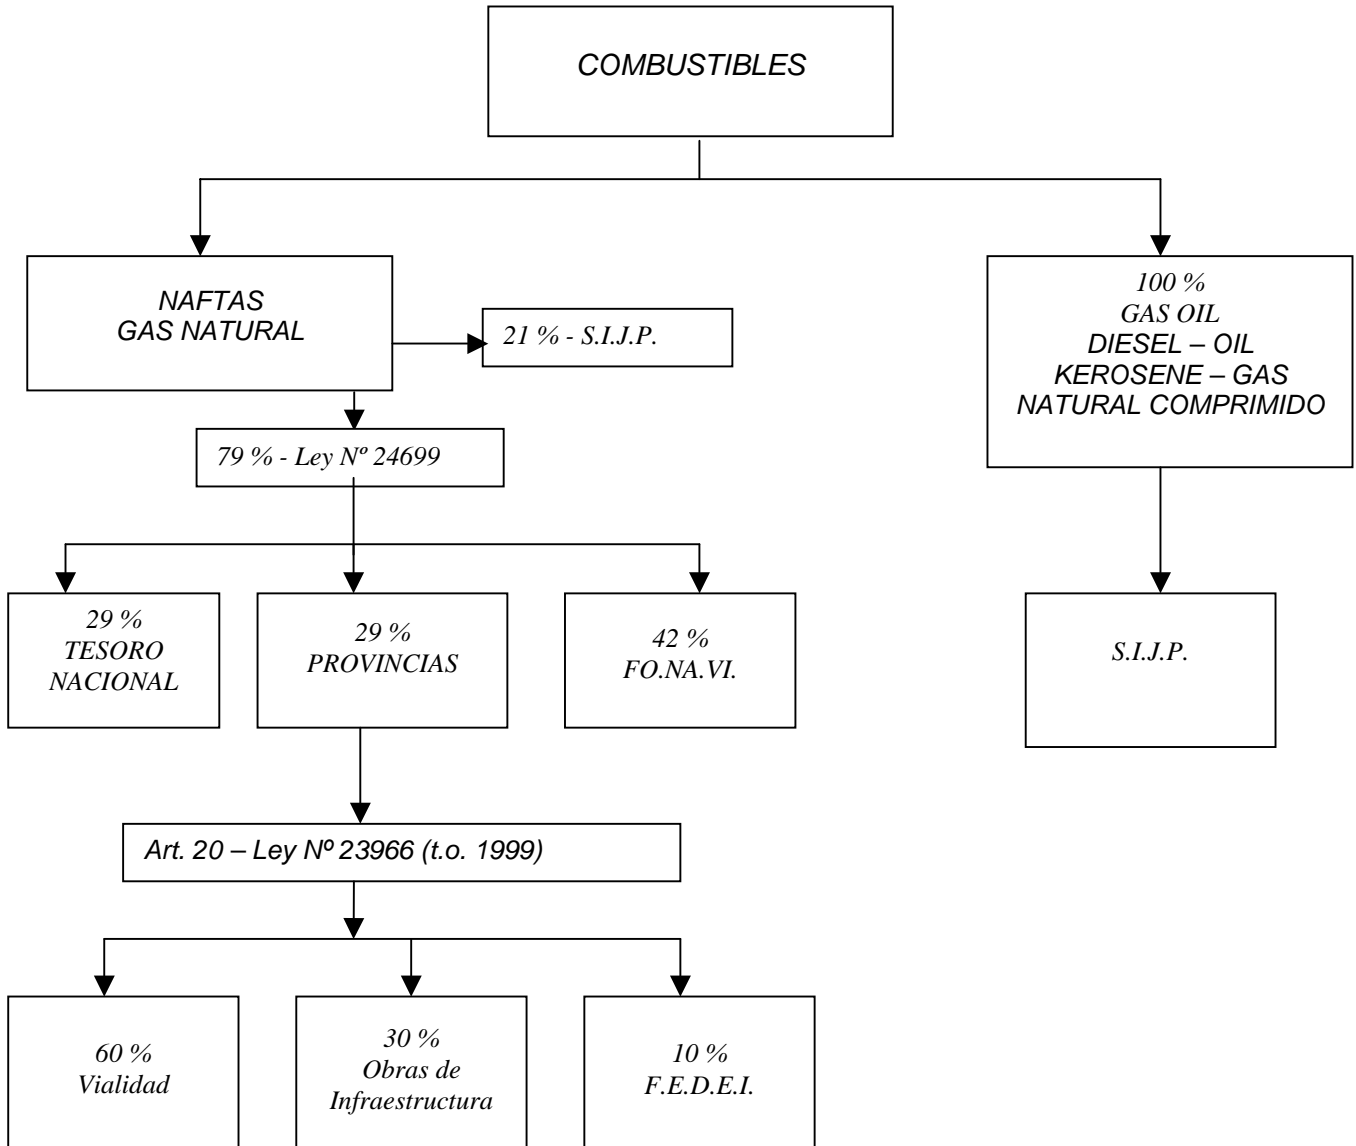 COMBUSTIBLES
NAFTAS
GAS NATURAL
21 % - S.I.J.P.
100 %
GAS OIL
DIESEL – OIL
KEROSENE – GAS
NATURAL COMPRIMIDO
79 % - Ley Nº 24699
29 %
TESORO
NACIONAL
29 %
PROVINCIAS
42 %
FO.NA.VI.
S.I.J.P.
Art. 20 – Ley Nº 23966 (t.o. 1999)
60 %
Vialidad
30 %
Obras de
Infraestructura
10 %
F.E.D.E.I.